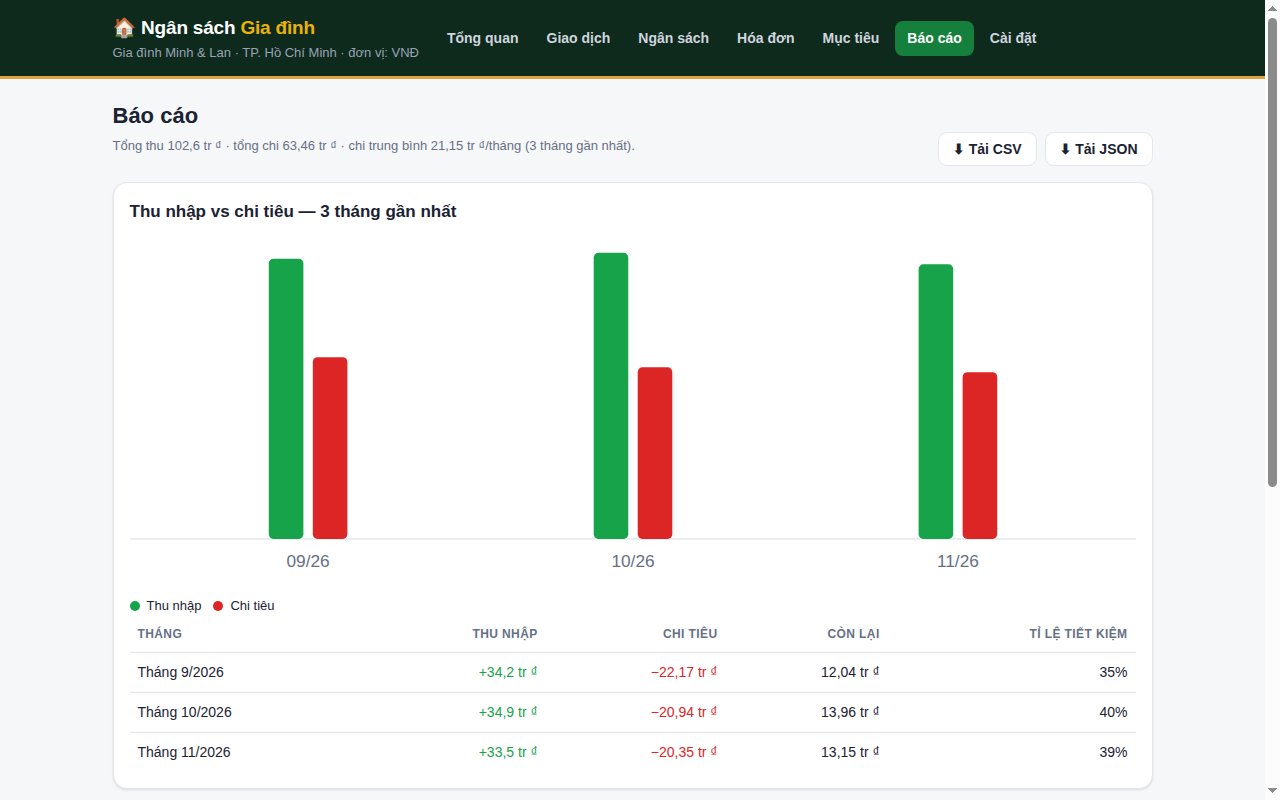 🏠 Ngân sách Gia đình
Gia đình Minh & Lan · TP. Hồ Chí Minh · đơn vị: VNĐ
Tổng quan
Giao dịch
Ngân sách
Hóa đơn
Mục tiêu
Báo cáo
Cài đặt
Báo cáo
Tổng thu 102,6 tr ₫ · tổng chi 63,46 tr ₫ · chi trung bình 21,15 tr ₫/tháng (3 tháng gần nhất).
⬇ Tải CSV
⬇ Tải JSON
Thu nhập vs chi tiêu — 3 tháng gần nhất
09/26 10/26 11/26
Thu nhập Chi tiêu
THÁNG THU NHẬP CHI TIÊU CÒN LẠI TỈ LỆ TIẾT KIỆM
Tháng 9/2026 +34,2 tr ₫ −22,17 tr ₫ 12,04 tr ₫ 35%
Tháng 10/2026 +34,9 tr ₫ −20,94 tr ₫ 13,96 tr ₫ 40%
Tháng 11/2026 +33,5 tr ₫ −20,35 tr ₫ 13,15 tr ₫ 39%